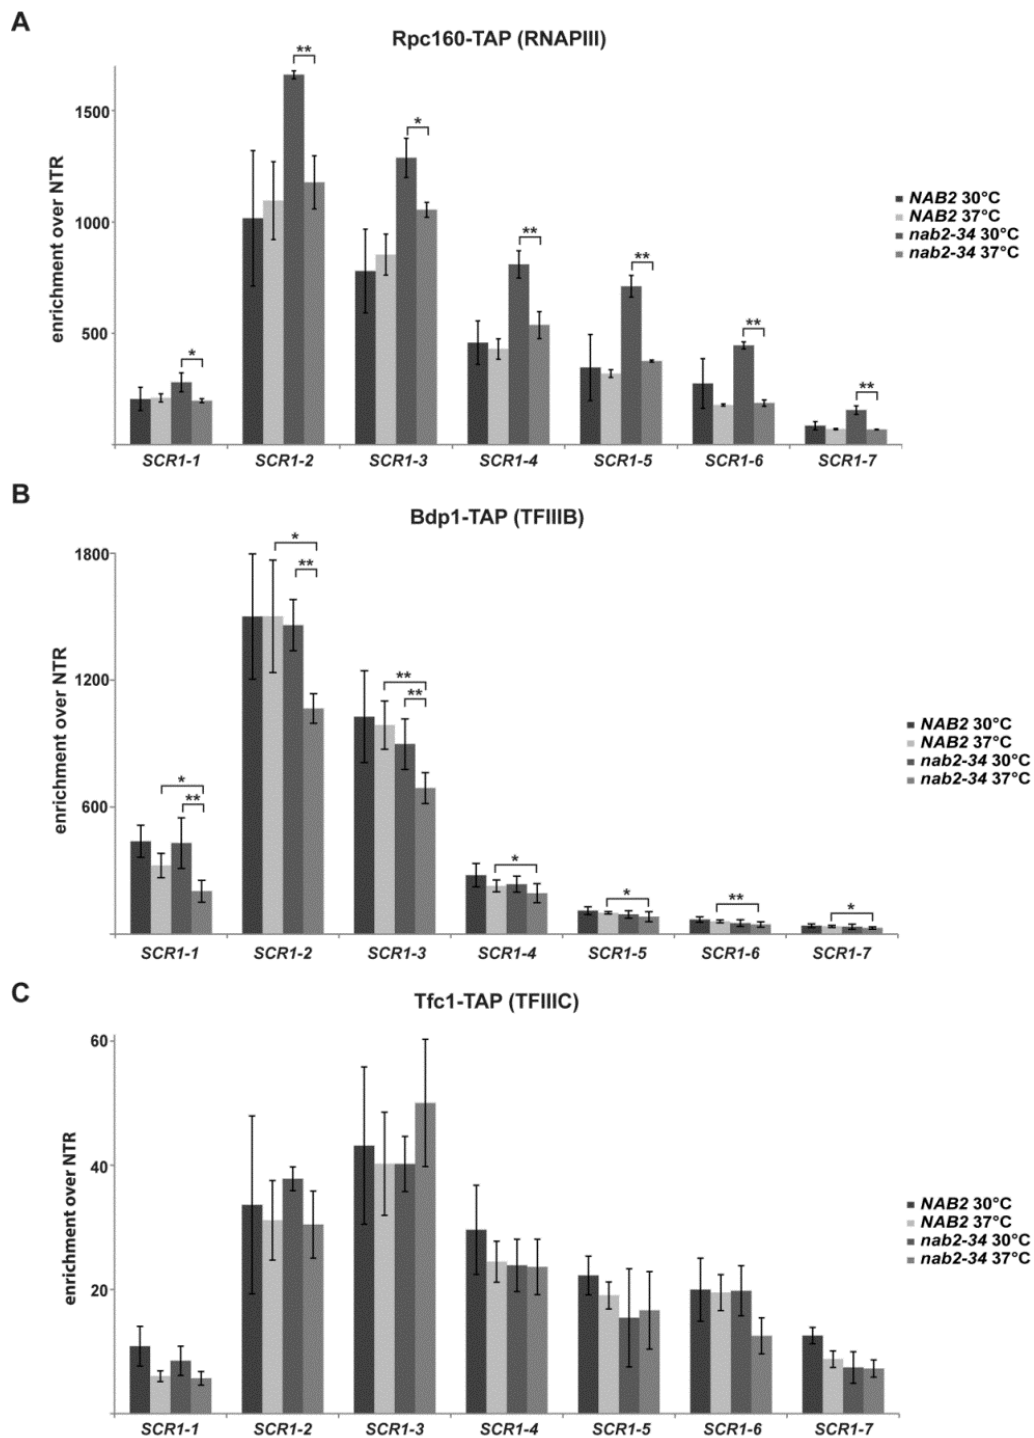 A
Rpc160-TAP (RNAPIII)
enrichment over NTR
1500
1000
500
**
*
**
**
**
*
**
NAB2 30°C
NAB2 37°C
nab2-34 30°C
nab2-34 37°C
SCR1-1 SCR1-2 SCR1-3 SCR1-4 SCR1-5 SCR1-6 SCR1-7
B
Bdp1-TAP (TFIIIB)
enrichment over NTR
1800
1200
600
*
**
**
**
*
**
*
*
**
*
NAB2 30°C
NAB2 37°C
nab2-34 30°C
nab2-34 37°C
SCR1-1 SCR1-2 SCR1-3 SCR1-4 SCR1-5 SCR1-6 SCR1-7
C
Tfc1-TAP (TFIIIC)
enrichment over NTR
60
40
20
NAB2 30°C
NAB2 37°C
nab2-34 30°C
nab2-34 37°C
SCR1-1 SCR1-2 SCR1-3 SCR1-4 SCR1-5 SCR1-6 SCR1-7